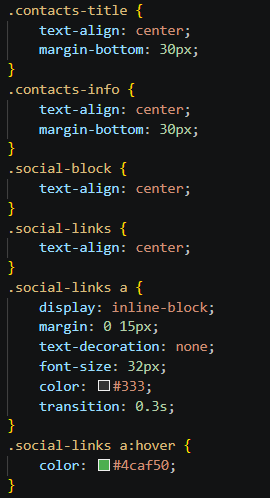 .contacts-title {
    text-align: center;
    margin-bottom: 30px;
}
.contacts-info {
    text-align: center;
    margin-bottom: 30px;
}
.social-block {
    text-align: center;
}
.social-links {
    text-align: center;
}
.social-links a {
    display: inline-block;
    margin: 0 15px;
    text-decoration: none;
    font-size: 32px;
    color: #333;
    transition: 0.3s;
}
.social-links a:hover {
    color: #4caf50;
}